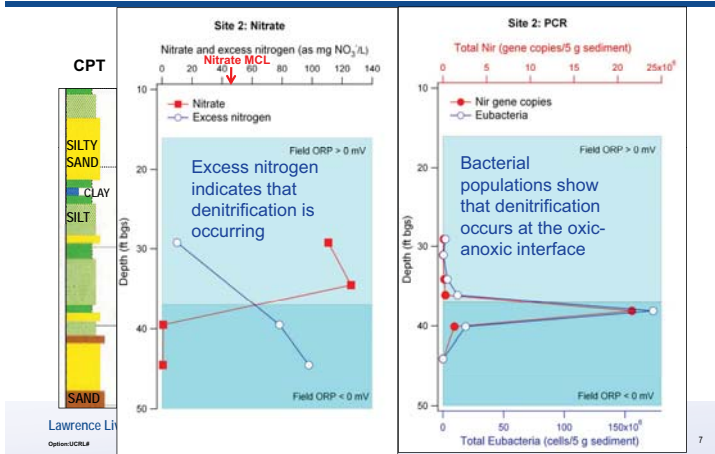 CPT
SILTY
SAND
CLAY
SILT
SAND
Site 2: Nitrate
Nitrate and excess nitrogen (as mg NO3-/L)
Nitrate MCL
0 20 40 60 80 100 120 140
10
20
30
40
50
Depth (ft bgs)
Nitrate
Excess nitrogen
Field ORP > 0 mV
Excess nitrogen
indicates that
denitrification is
occurring
Field ORP < 0 mV
Site 2: PCR
Total Nir (gene copies/5 g sediment)
0 5 10 15 20 25x10⁶
10
20
30
40
50
Depth (ft bgs)
Nir gene copies
Eubacteria
Field ORP > 0 mV
Bacterial
populations show
that denitrification
occurs at the oxic-
anoxic interface
Field ORP < 0 mV
0 50 100 150x10⁶
Total Eubacteria (cells/5 g sediment)
Lawrence Li
Option:UCRL#
7